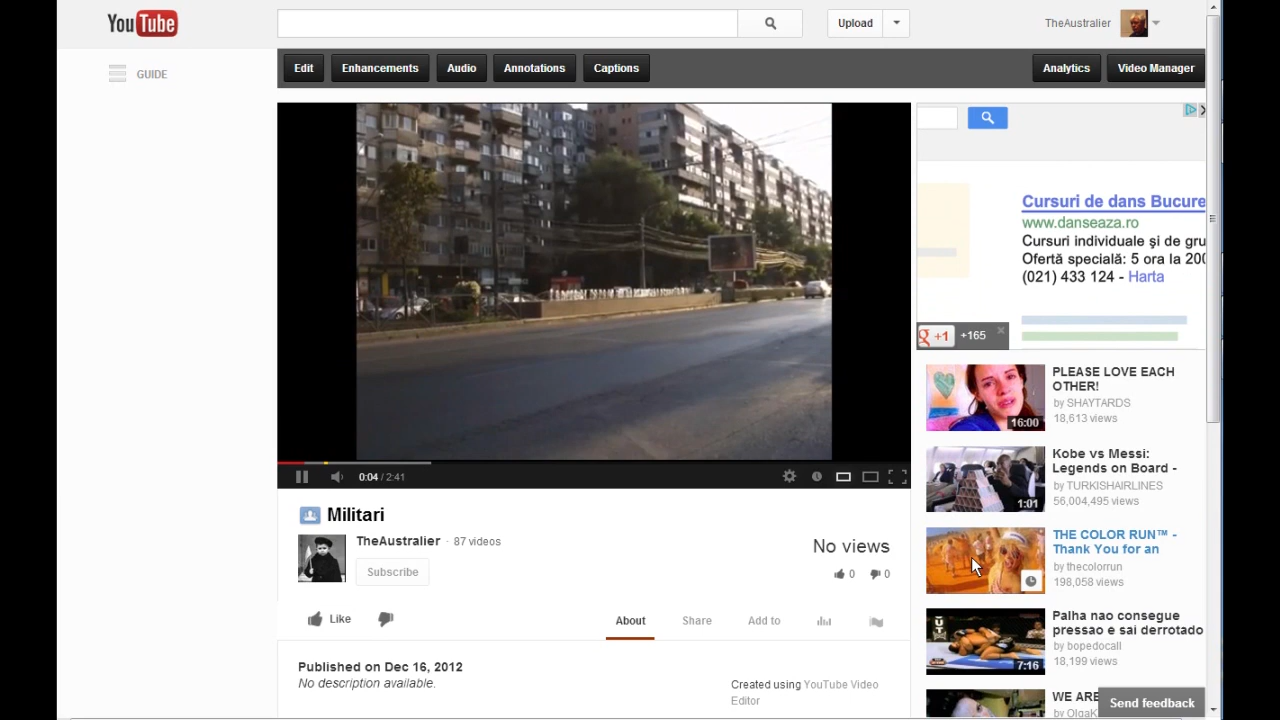 YouTube
Upload
TheAustralier
GUIDE
Edit
Enhancements
Audio
Annotations
Captions
Analytics
Video Manager
Cursuri de dans Bucure
www.danseaza.ro
Cursuri individuale și de gru
Ofertă specială: 5 ora la 200
(021) 433 124 - Harta
+1
+165
0:04 / 2:41
Militari
TheAustralier · 87 videos
Subscribe
No views
0
0
Like
About
Share
Add to
Published on Dec 16, 2012
No description available.
Created using YouTube Video
Editor
PLEASE LOVE EACH
OTHER!
by SHAYTARDS
18,613 views
16:00
Kobe vs Messi:
Legends on Board -
by TURKISHAIRLINES
56,004,495 views
1:01
THE COLOR RUN™ -
Thank You for an
by thecolorrun
198,058 views
Palha não consegue
pressão e sai derrotado
by bopedocall
18,199 views
7:16
WE ARE
by OlgaK
Send feedback